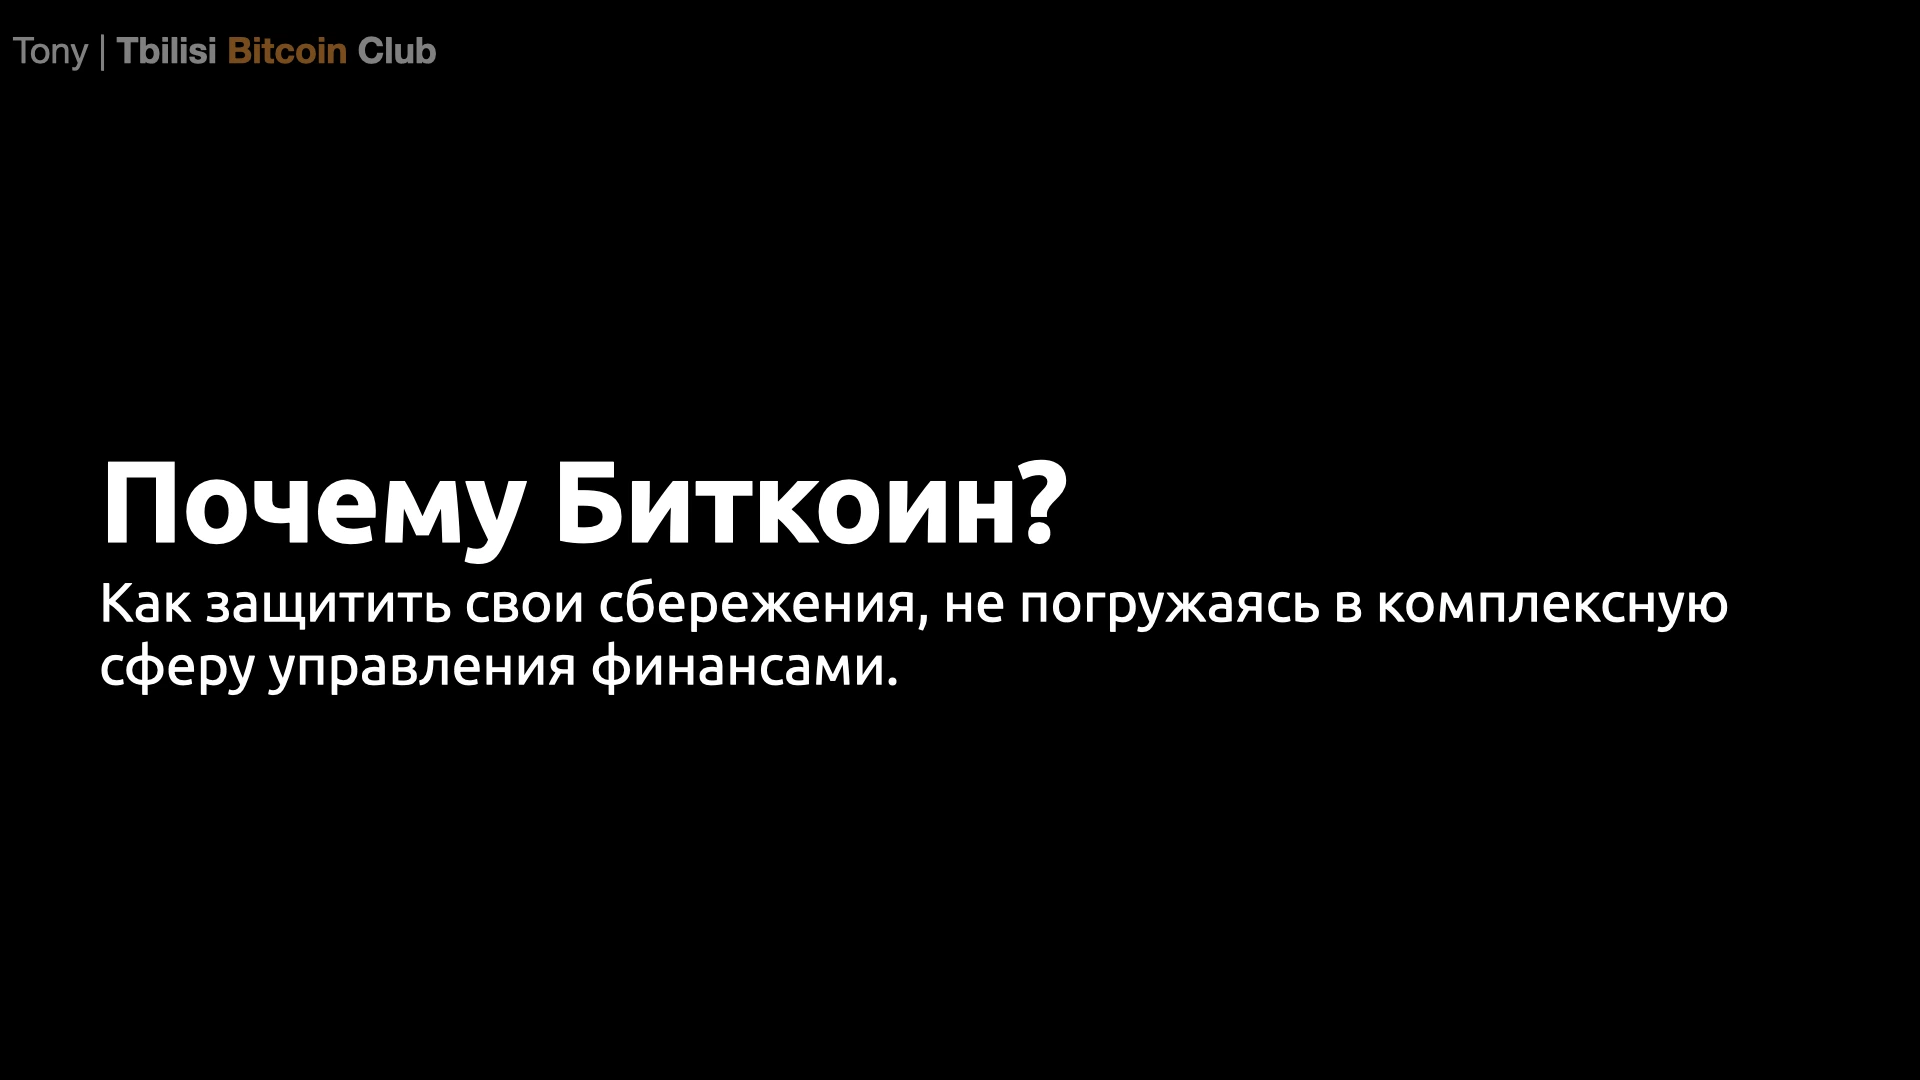 Tony | Tbilisi Bitcoin Club
Почему Биткоин?
Как защитить свои сбережения, не погружаясь в комплексную
сферу управления финансами.